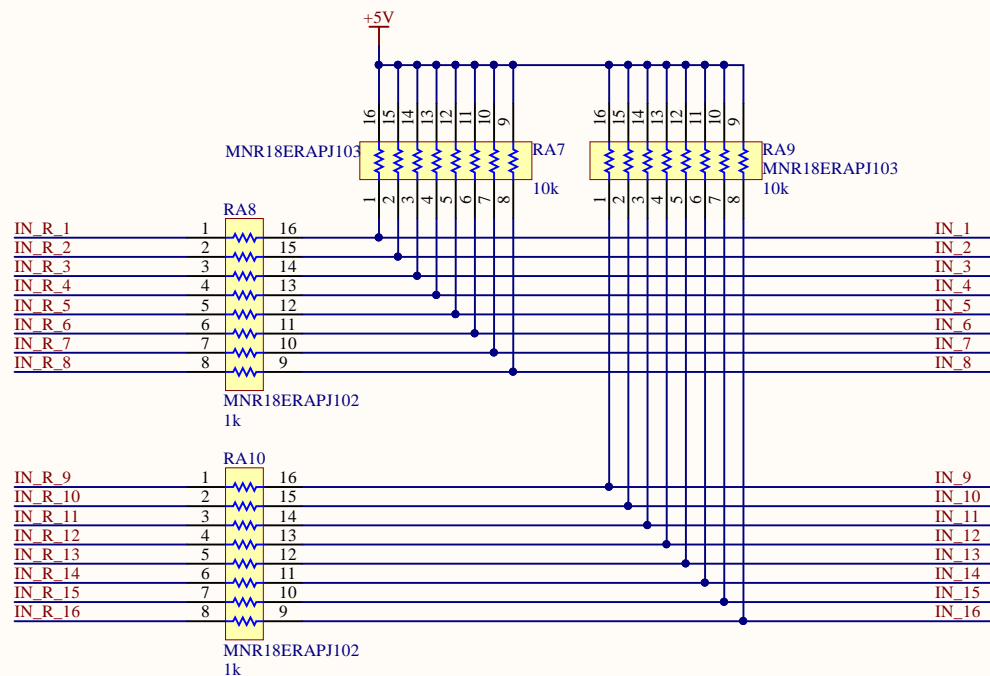 +5V
16 15 14 13 12 11 10 9
16 15 14 13 12 11 10 9
MNR18ERAPJ103
RA7
10k
RA9
MNR18ERAPJ103
10k
1 2 3 4 5 6 7 8
1 2 3 4 5 6 7 8
RA8
IN_R_1 1 16 IN_1
IN_R_2 2 15 IN_2
IN_R_3 3 14 IN_3
IN_R_4 4 13 IN_4
IN_R_5 5 12 IN_5
IN_R_6 6 11 IN_6
IN_R_7 7 10 IN_7
IN_R_8 8 9 IN_8
MNR18ERAPJ102
1k
RA10
IN_R_9 1 16 IN_9
IN_R_10 2 15 IN_10
IN_R_11 3 14 IN_11
IN_R_12 4 13 IN_12
IN_R_13 5 12 IN_13
IN_R_14 6 11 IN_14
IN_R_15 7 10 IN_15
IN_R_16 8 9 IN_16
MNR18ERAPJ102
1k